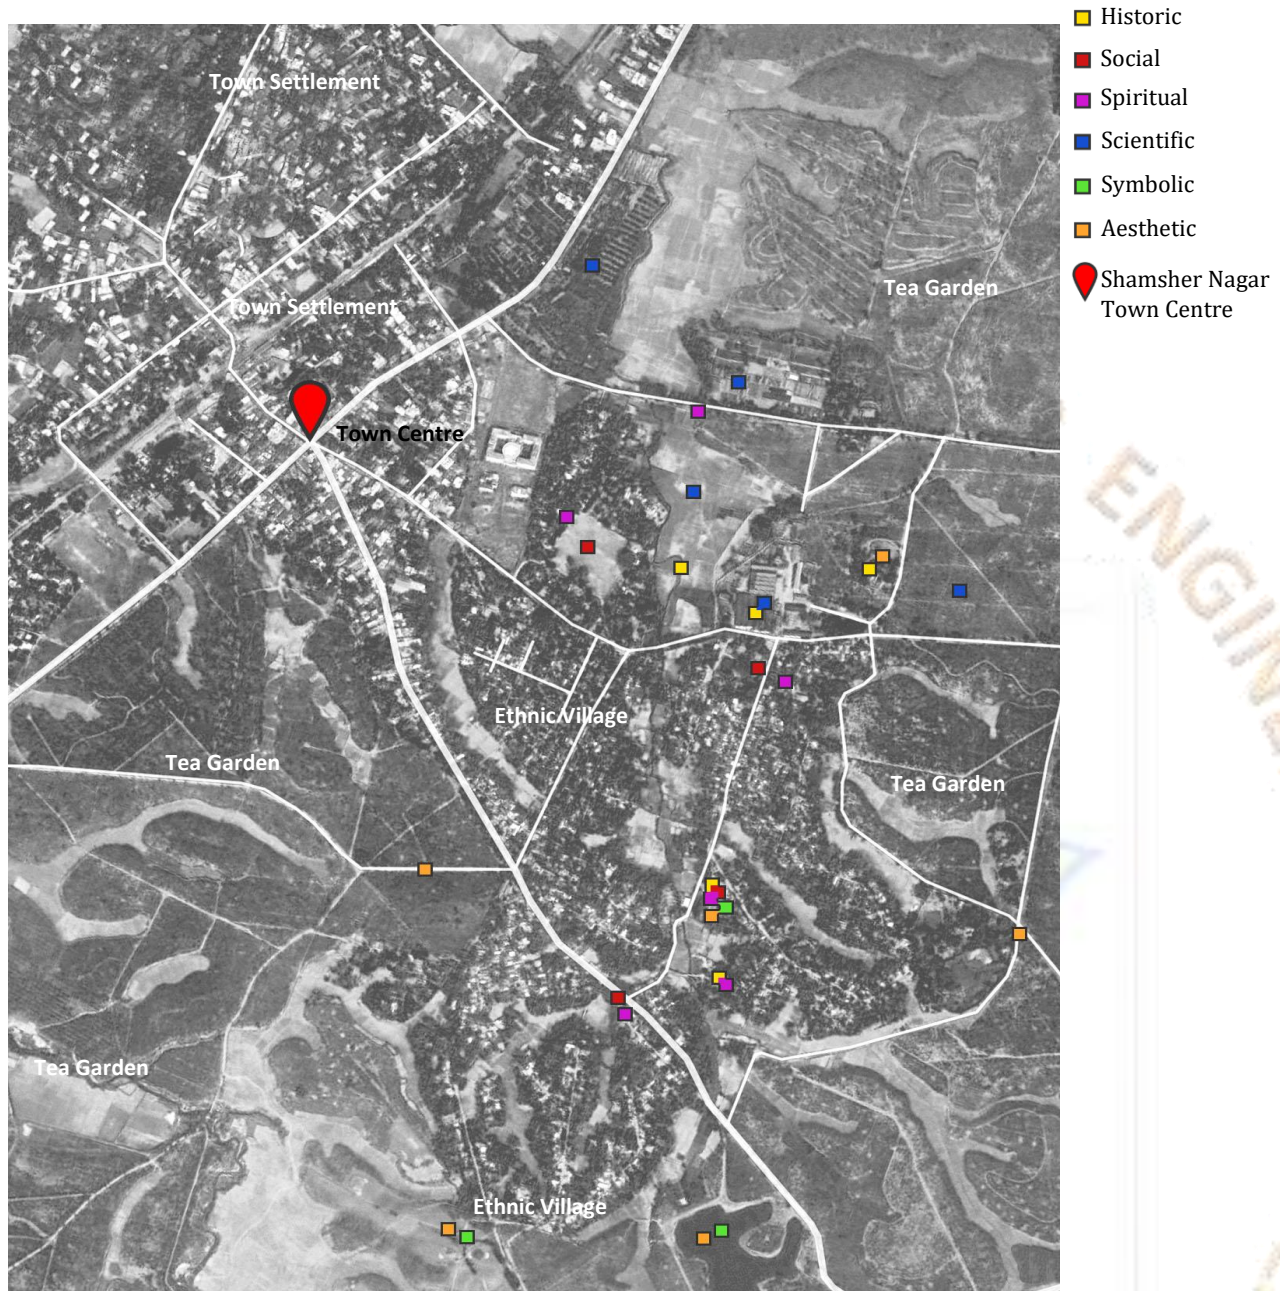 Historic
Social
Spiritual
Scientific
Symbolic
Aesthetic
Shamsher Nagar
Town Centre
Town Settlement
Tea Garden
Town Settlement
Town Centre
Ethnic Village
Tea Garden
Tea Garden
Tea Garden
Ethnic Village
ENGIN